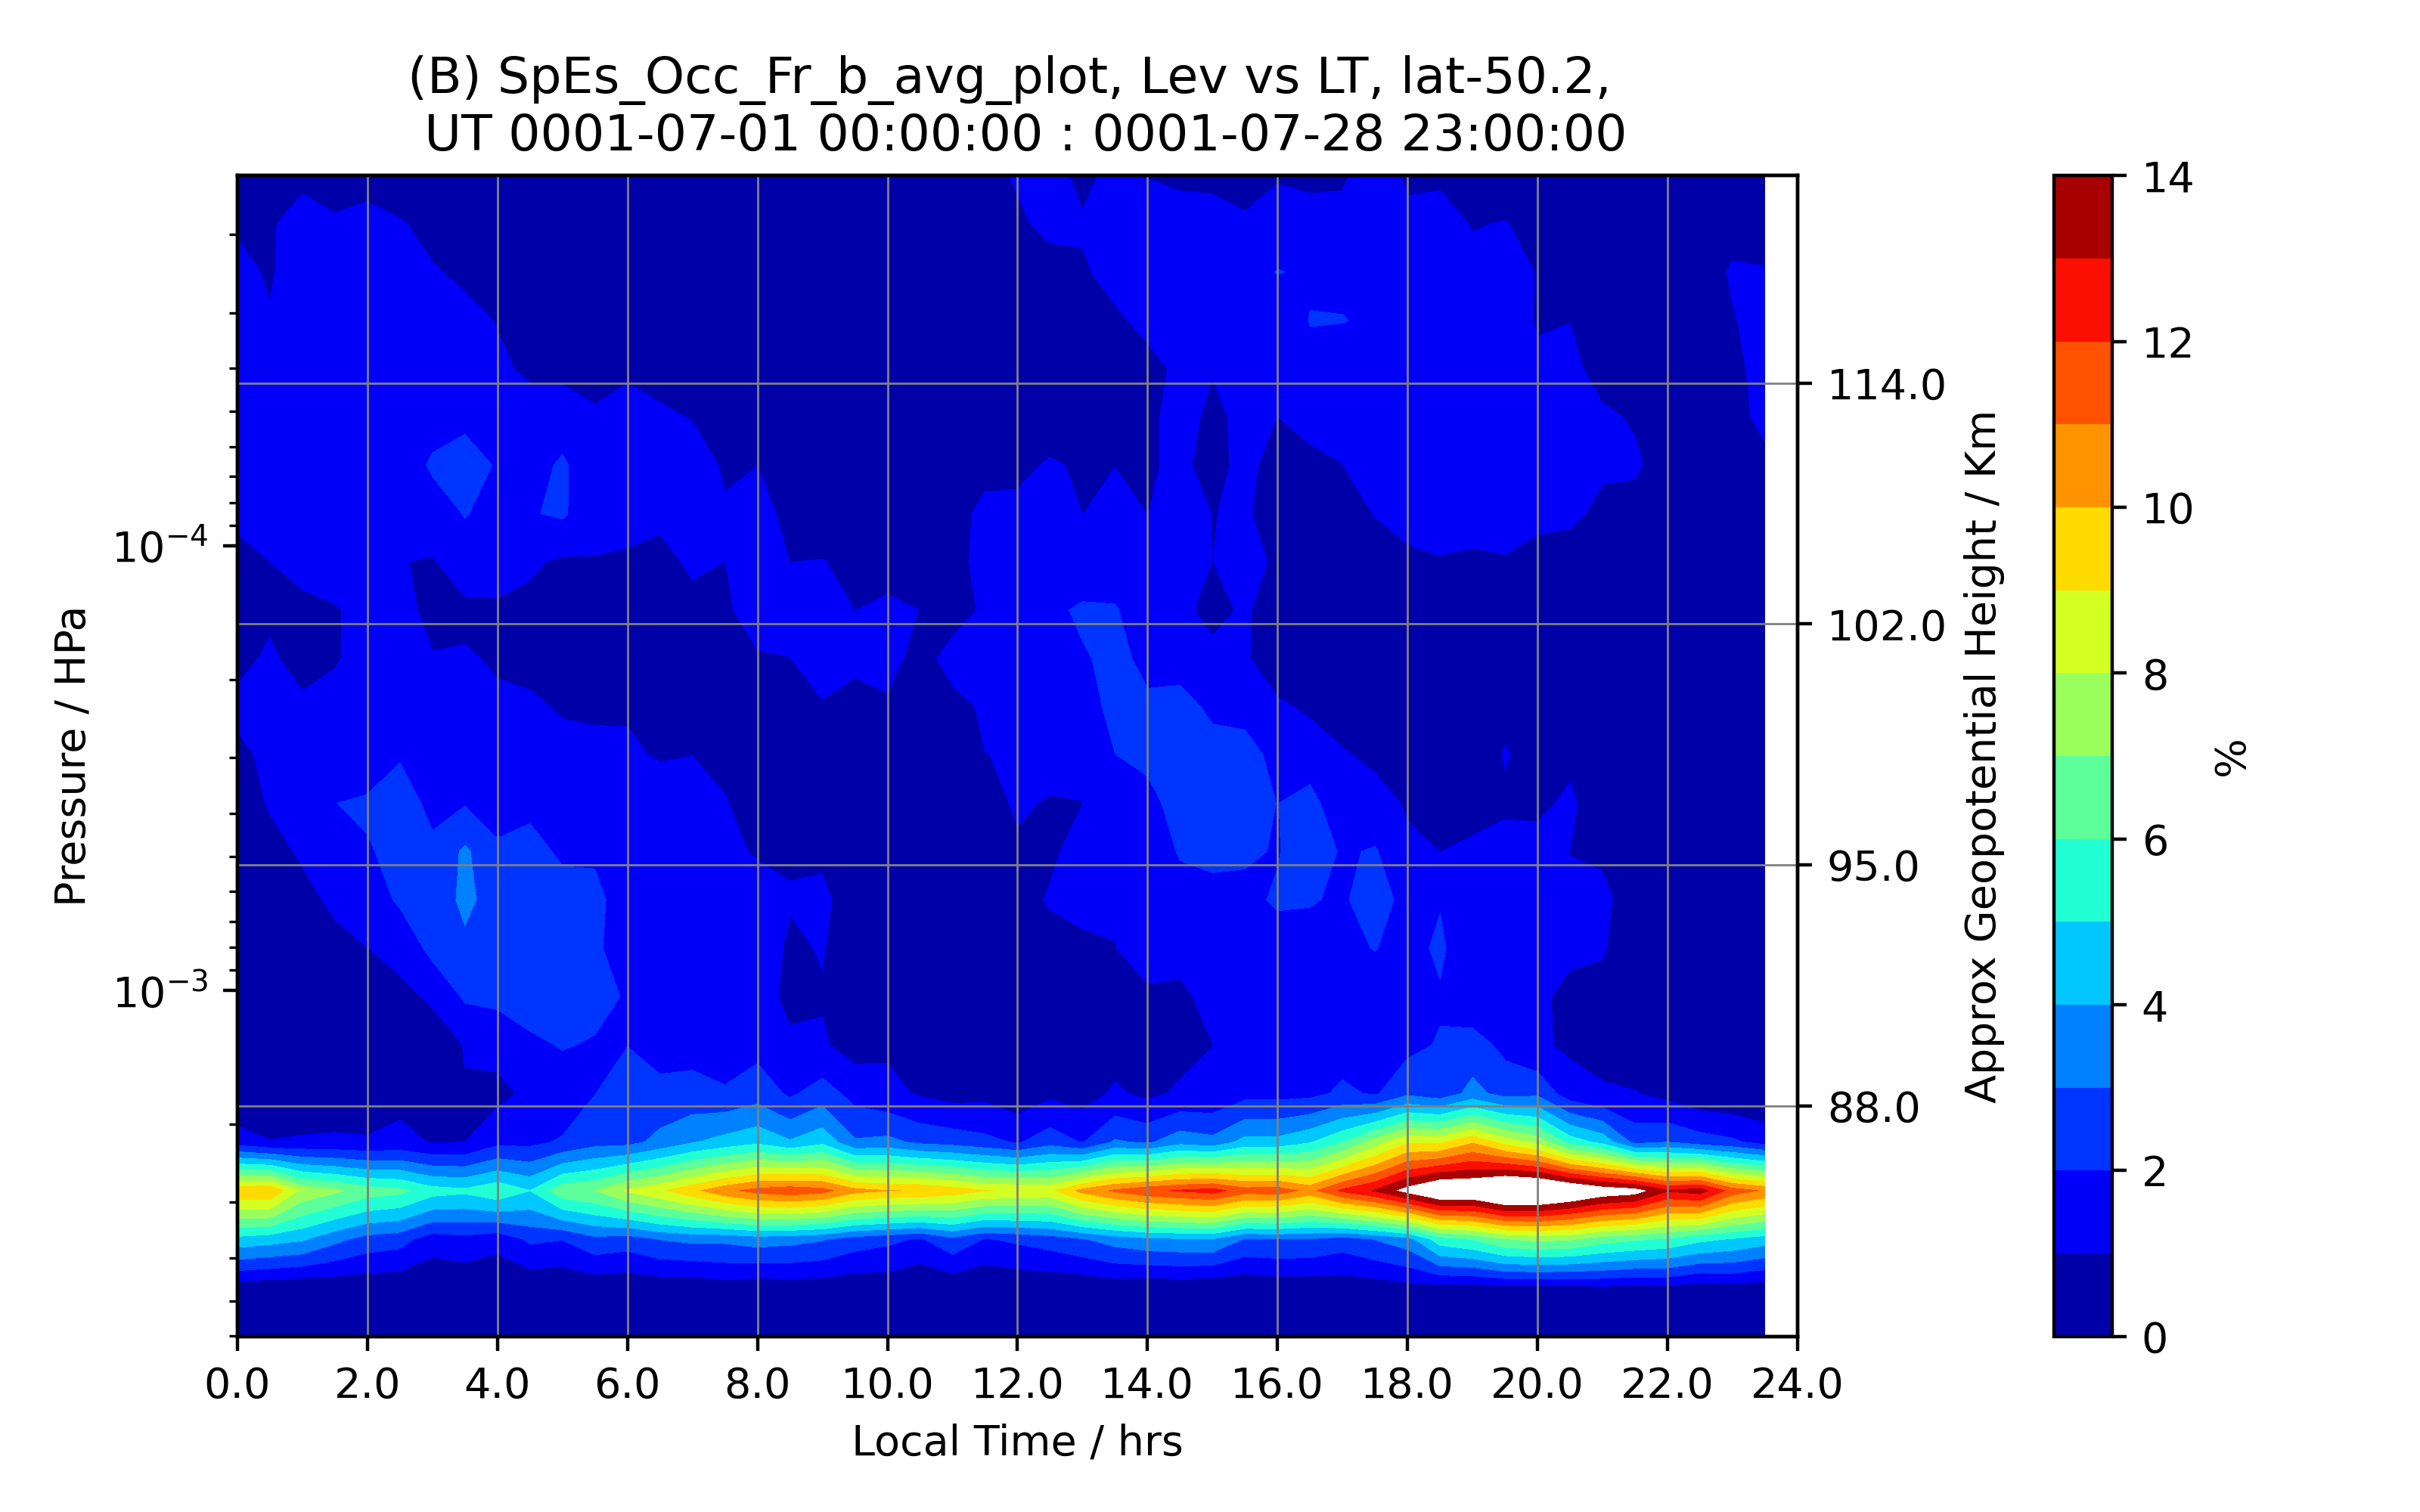 (B) SpEs_Occ_Fr_b_avg_plot, Lev vs LT, lat-50.2,
UT 0001-07-01 00:00:00 : 0001-07-28 23:00:00
Pressure / HPa
10⁻⁴
10⁻³
0.0 2.0 4.0 6.0 8.0 10.0 12.0 14.0 16.0 18.0 20.0 22.0 24.0
Local Time / hrs
114.0
102.0
95.0
88.0
Approx Geopotential Height / Km
14
12
10
8
6
4
2
0
%